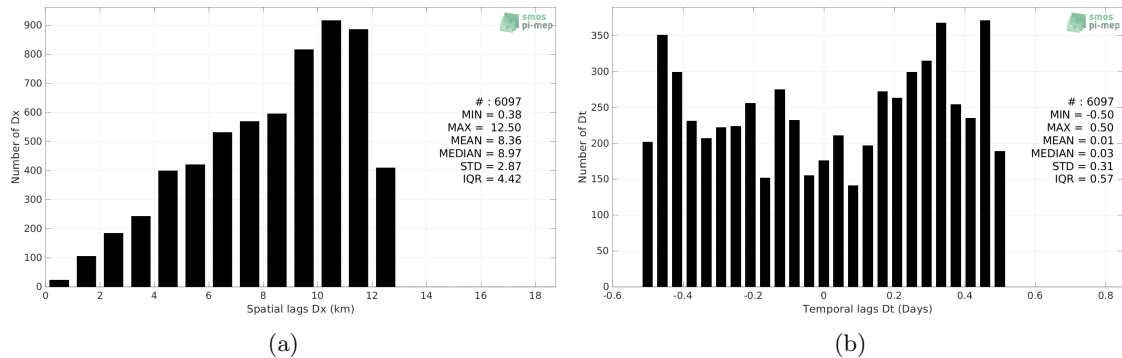 900
800
700
600
500
400
300
200
100
0
Number of Dx
0 2 4 6 8 10 12 14 16 18
Spatial lags Dx (km)
smos
pi-mep
# : 6097
MIN = 0.38
MAX = 12.50
MEAN = 8.36
MEDIAN = 8.97
STD = 2.87
IQR = 4.42
(a)
350
300
250
200
150
100
50
0
Number of Dt
-0.6 -0.4 -0.2 0 0.2 0.4 0.6 0.8
Temporal lags Dt (Days)
smos
pi-mep
# : 6097
MIN = -0.50
MAX = 0.50
MEAN = 0.01
MEDIAN = 0.03
STD = 0.31
IQR = 0.57
(b)